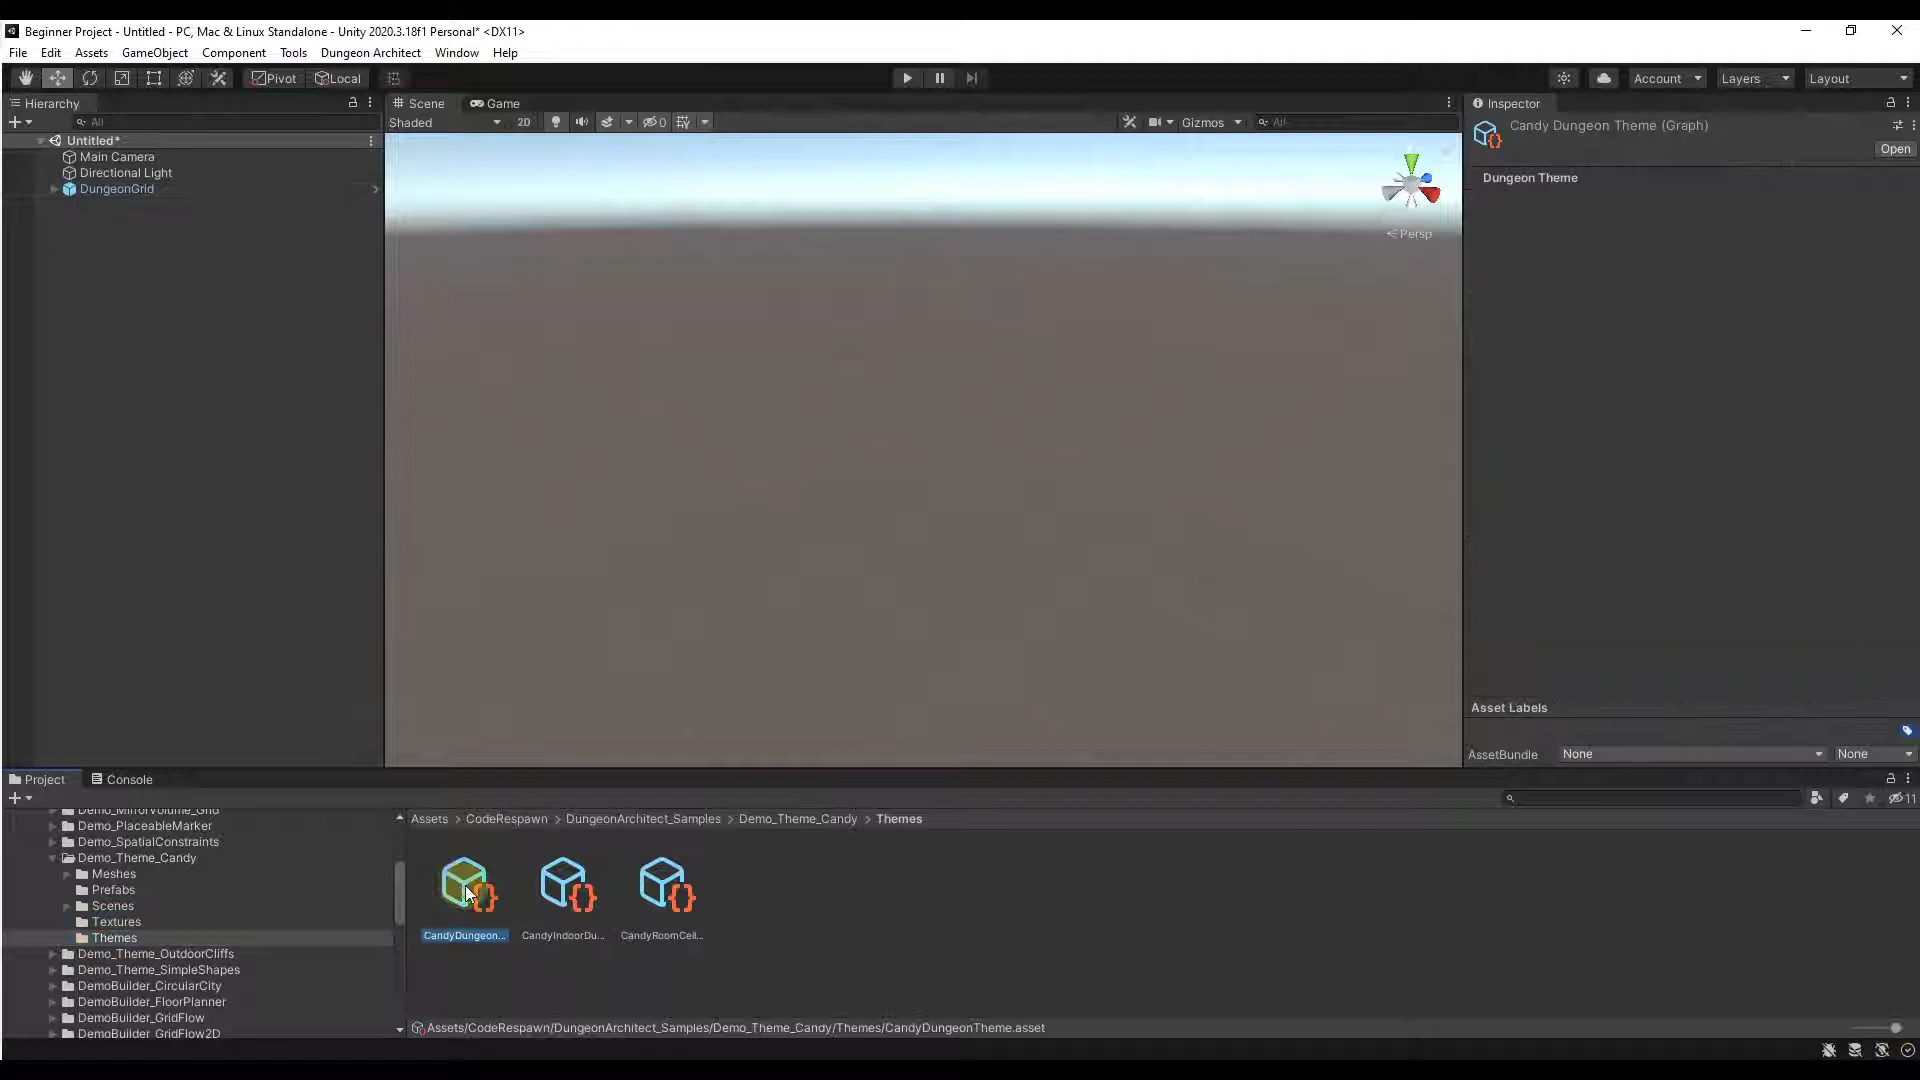 Beginner Project - Untitled - PC, Mac & Linux Standalone - Unity 2020.3.18f1 Personal* <DX11>
File Edit Assets GameObject Component Tools Dungeon Architect Window Help
Pivot Local Account Layers Layout
Hierarchy
All
Untitled*
Main Camera
Directional Light
DungeonGrid
Scene Game
Shaded 2D 0 Gizmos All
Persp
Inspector
Candy Dungeon Theme (Graph)
Open
Dungeon Theme
Asset Labels
AssetBundle None None
Project Console
11
Demo_MirrorVolume_Grid
Demo_PlaceableMarker
Demo_SpatialConstraints
Demo_Theme_Candy
Meshes
Prefabs
Scenes
Textures
Themes
Demo_Theme_OutdoorCliffs
Demo_Theme_SimpleShapes
DemoBuilder_CircularCity
DemoBuilder_FloorPlanner
DemoBuilder_GridFlow
DemoBuilder_GridFlow2D
Assets > CodeRespawn > DungeonArchitect_Samples > Demo_Theme_Candy > Themes
CandyDungeon... CandyIndoorDu... CandyRoomCeil...
Assets/CodeRespawn/DungeonArchitect_Samples/Demo_Theme_Candy/Themes/CandyDungeonTheme.asset